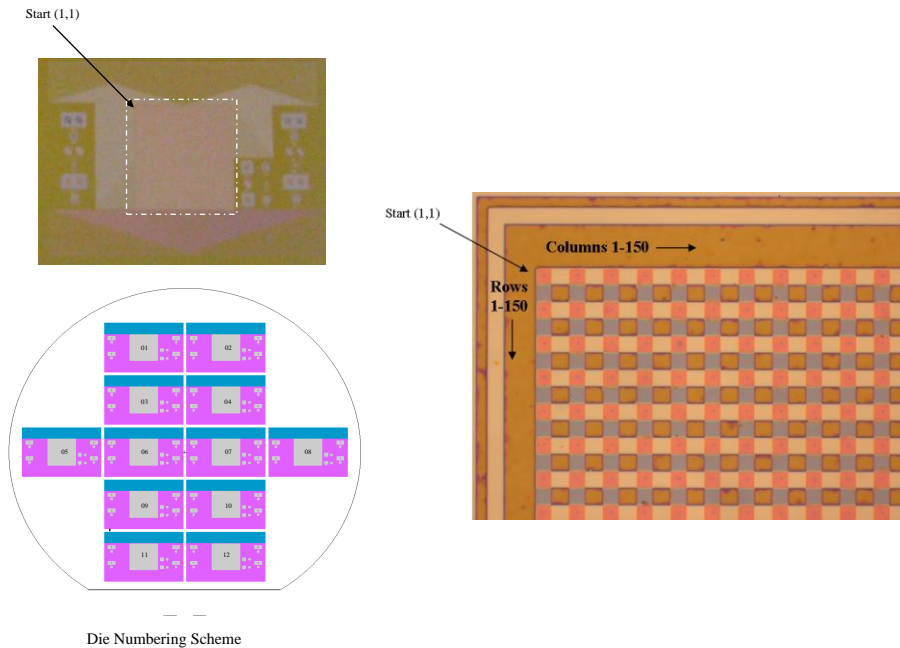 Start (1,1)
Start (1,1)
Columns 1-150
Rows
1-150
01
02
03
04
05
06
07
08
09
10
11
12
Die Numbering Scheme